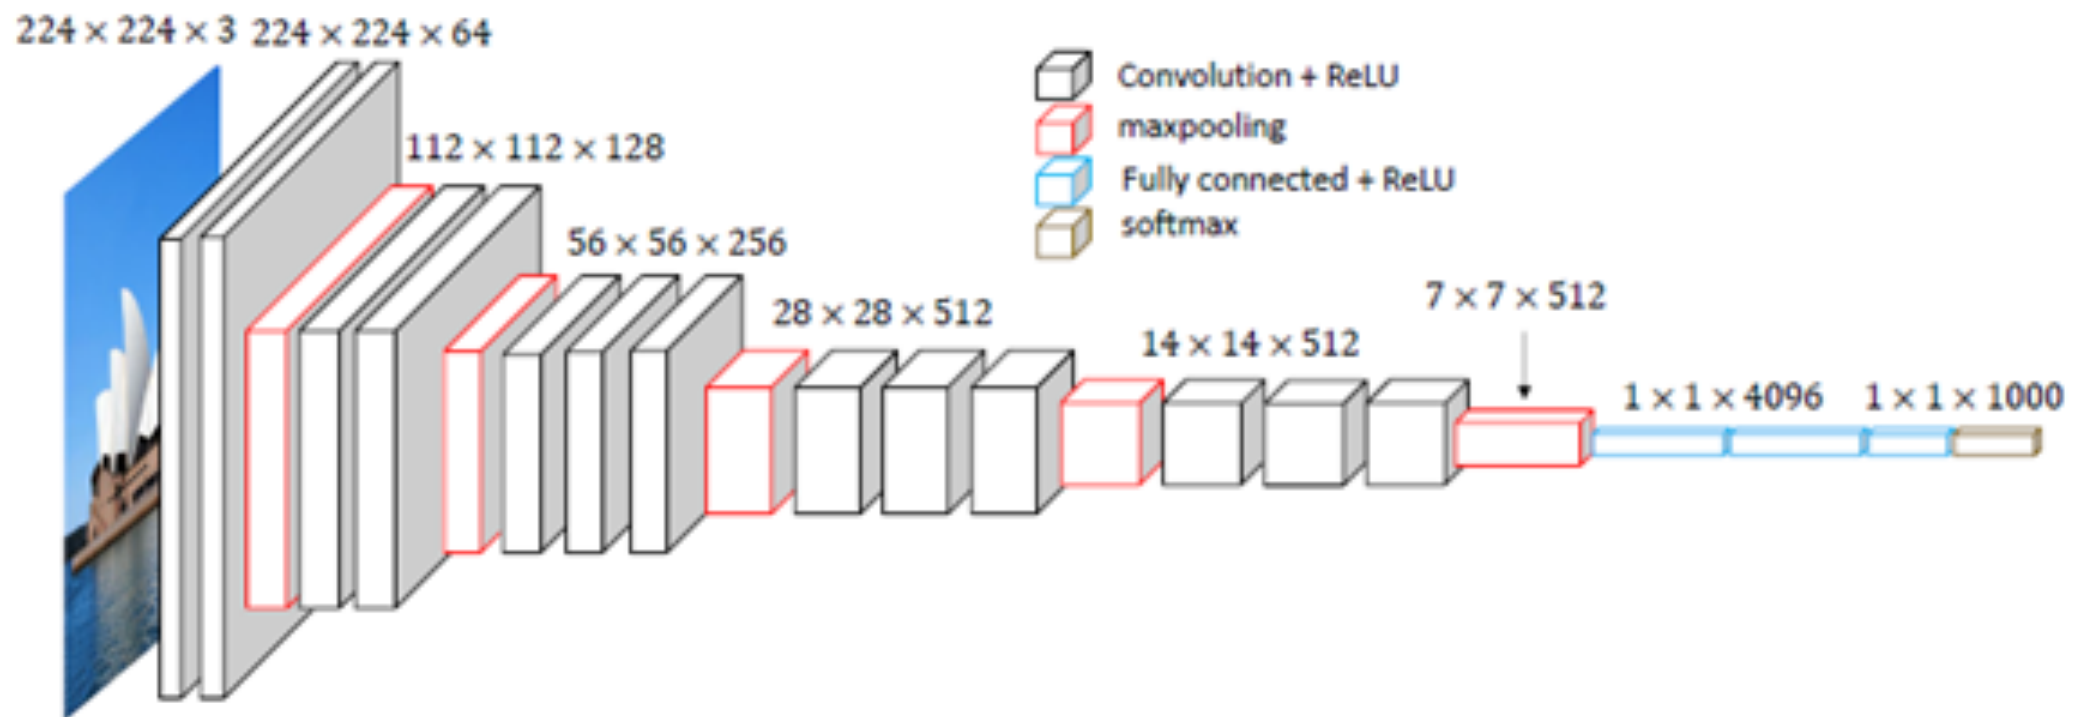 224 × 224 × 3
224 × 224 × 64
112 × 112 × 128
56 × 56 × 256
28 × 28 × 512
14 × 14 × 512
7 × 7 × 512
1 × 1 × 4096
1 × 1 × 1000
Convolution + ReLU
maxpooling
Fully connected + ReLU
softmax